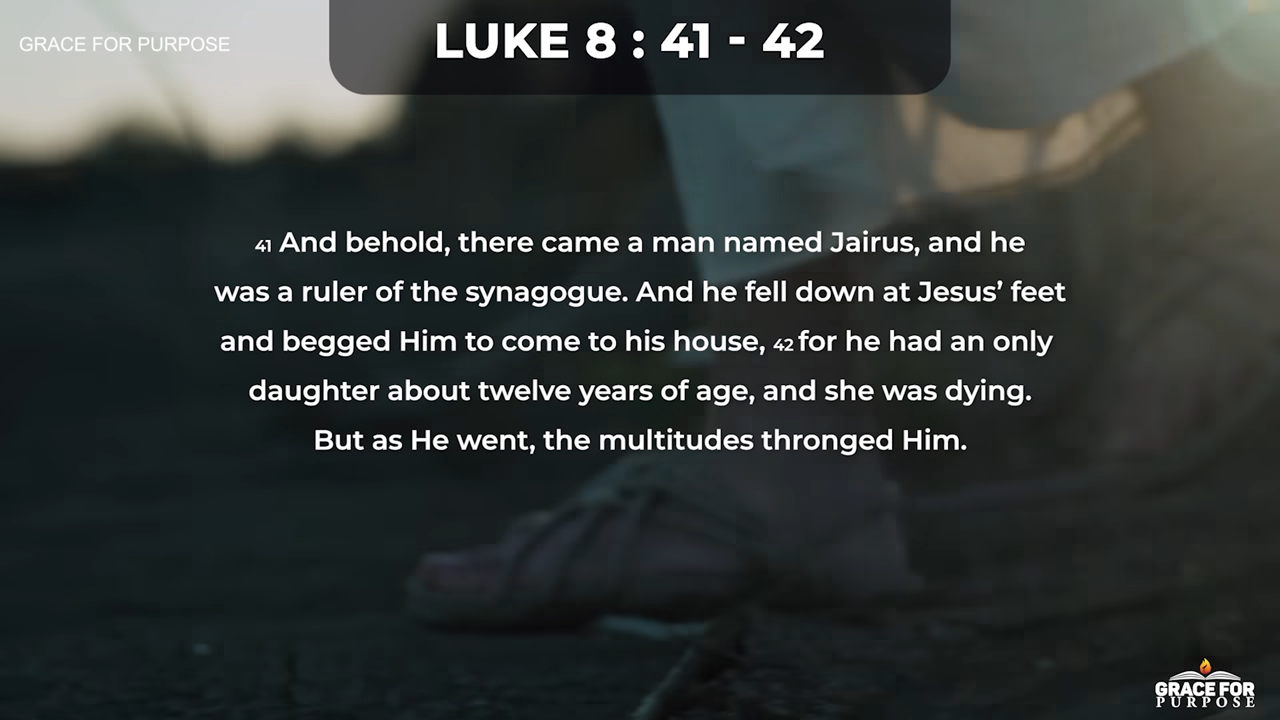 GRACE FOR PURPOSE
LUKE 8 : 41 - 42
41 And behold, there came a man named Jairus, and he
was a ruler of the synagogue. And he fell down at Jesus’ feet
and begged Him to come to his house, 42 for he had an only
daughter about twelve years of age, and she was dying.
But as He went, the multitudes thronged Him.
GRACE FOR
PURPOSE